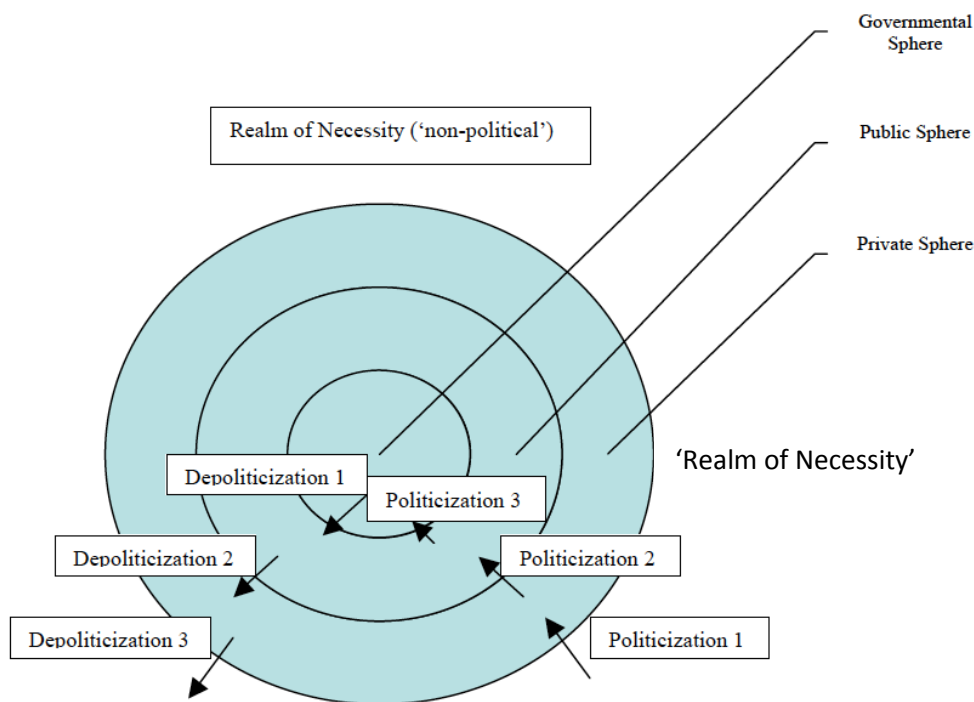 Governmental
Sphere
Realm of Necessity (‘non-political’)
Public Sphere
Private Sphere
‘Realm of Necessity’
Depoliticization 1
Politicization 3
Depoliticization 2
Politicization 2
Depoliticization 3
Politicization 1